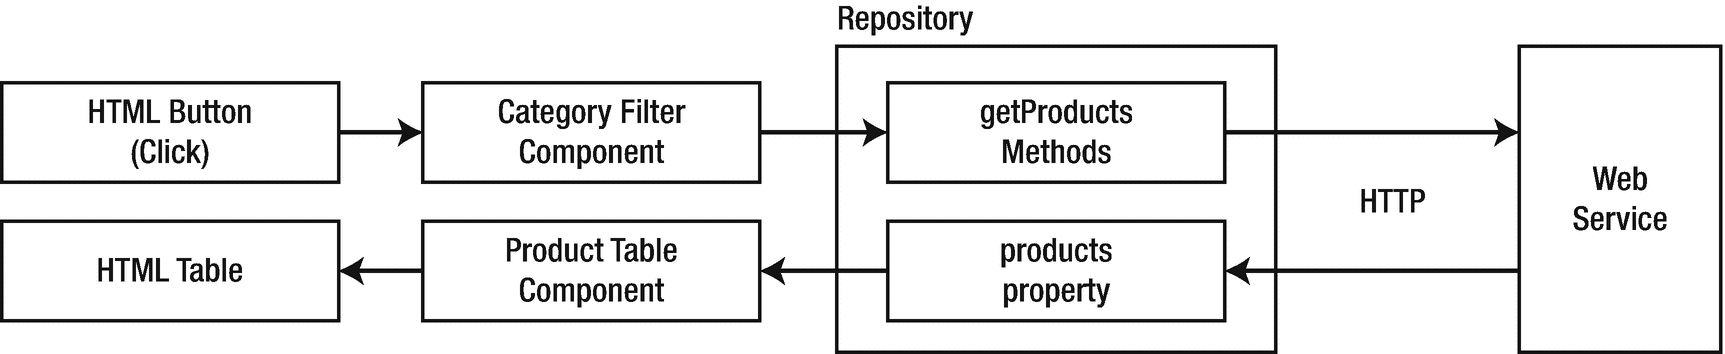 Repository
HTML Button
(Click)
Category Filter
Component
getProducts
Methods
HTTP
Web
Service
HTML Table
Product Table
Component
products
property